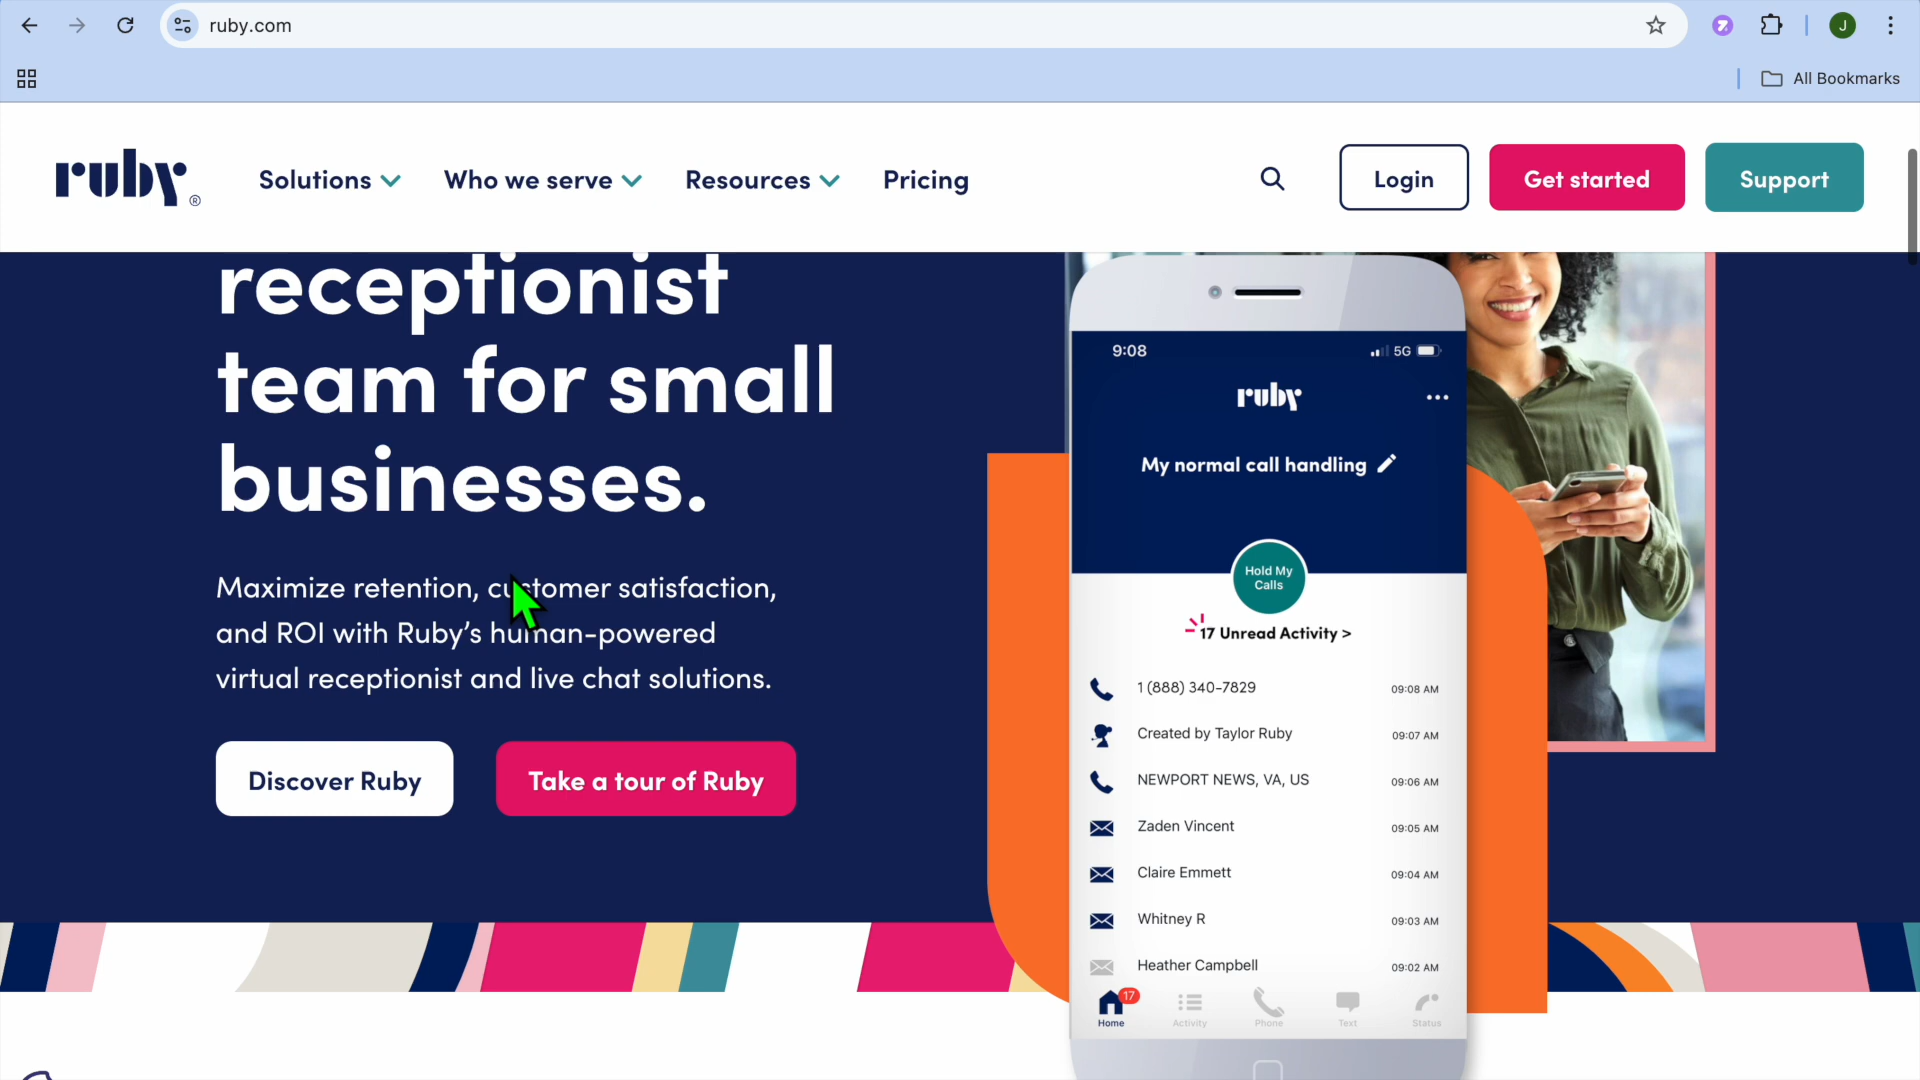 ruby.com
J
All Bookmarks
ruby®
Solutions
Who we serve
Resources
Pricing
Login
Get started
Support
receptionist
team for small
businesses.
Maximize retention, customer satisfaction,
and ROI with Ruby's human-powered
virtual receptionist and live chat solutions.
Discover Ruby
Take a tour of Ruby
9:08
5G
ruby
My normal call handling
Hold My
Calls
17 Unread Activity >
1 (888) 340-7829 09:08 AM
Created by Taylor Ruby 09:07 AM
NEWPORT NEWS, VA, US 09:06 AM
Zaden Vincent 09:05 AM
Claire Emmett 09:04 AM
Whitney R 09:03 AM
Heather Campbell 09:02 AM
17
Home
Activity
Phone
Text
Status